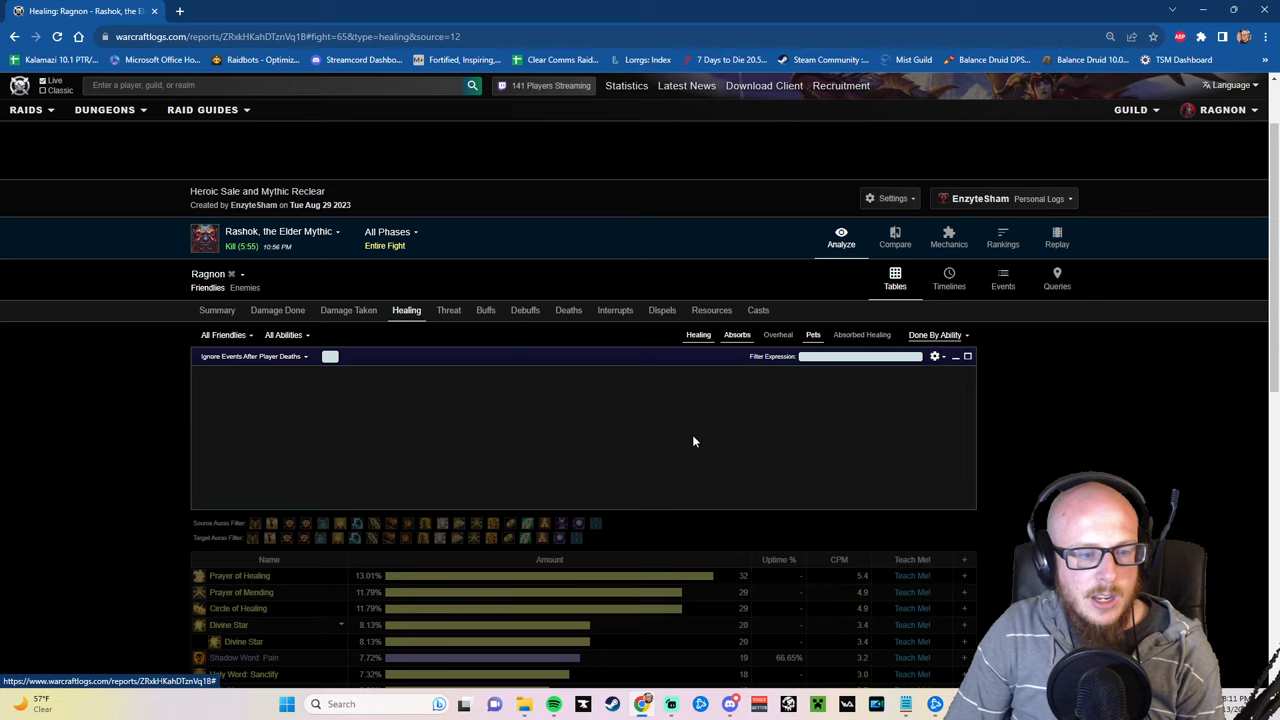 Healing: Ragnon - Rashok, the El
warcraftlogs.com/reports/ZRxkHKahDTznVq1B#fight=65&type=healing&source=12
Kalamazi 10.1 PTR... Microsoft Office Ho... Raidbots - Optimiz... Streamcord Dashbo... Fortified, Inspiring,... Clear Comms Raid... Lorrgs: Index 7 Days to Die 20.5... Steam Community :... Mist Guild Balance Druid DPS... Balance Druid 10.0... TSM Dashboard
Live
Classic
Enter a player, guild, or realm
141 Players Streaming Statistics Latest News Download Client Recruitment Language
RAIDS DUNGEONS RAID GUIDES GUILD RAGNON
Heroic Sale and Mythic Reclear
Created by EnzyteSham on Tue Aug 29 2023
Settings EnzyteSham Personal Logs
Rashok, the Elder Mythic All Phases
Kill (5:55) 10:56 PM Entire Fight
Analyze Compare Mechanics Rankings Replay
Ragnon
Friendlies Enemies
Tables Timelines Events Queries
Summary Damage Done Damage Taken Healing Threat Buffs Debuffs Deaths Interrupts Dispels Resources Casts
All Friendlies All Abilities Healing Absorbs Overheal Pets Absorbed Healing Done By Ability
Ignore Events After Player Deaths Filter Expression:
Source Auras Filter:
Target Auras Filter:
Name Amount Uptime % CPM +
Prayer of Healing 13.01% 32 - 5.4 Teach Me! +
Prayer of Mending 11.79% 29 - 4.9 Teach Me! +
Circle of Healing 11.79% 29 - 4.9 Teach Me! +
Divine Star 8.13% 20 - 3.4 Teach Me! +
Divine Star 8.13% 20 - 3.4 Teach Me! +
Shadow Word: Pain 7.72% 19 66.65% 3.2 Teach Me! +
Holy Word: Sanctify 7.32% 18 - 3.0 Teach Me! +
https://www.warcraftlogs.com/reports/ZRxkHKahDTznVq1B#
57°F
Clear
Search